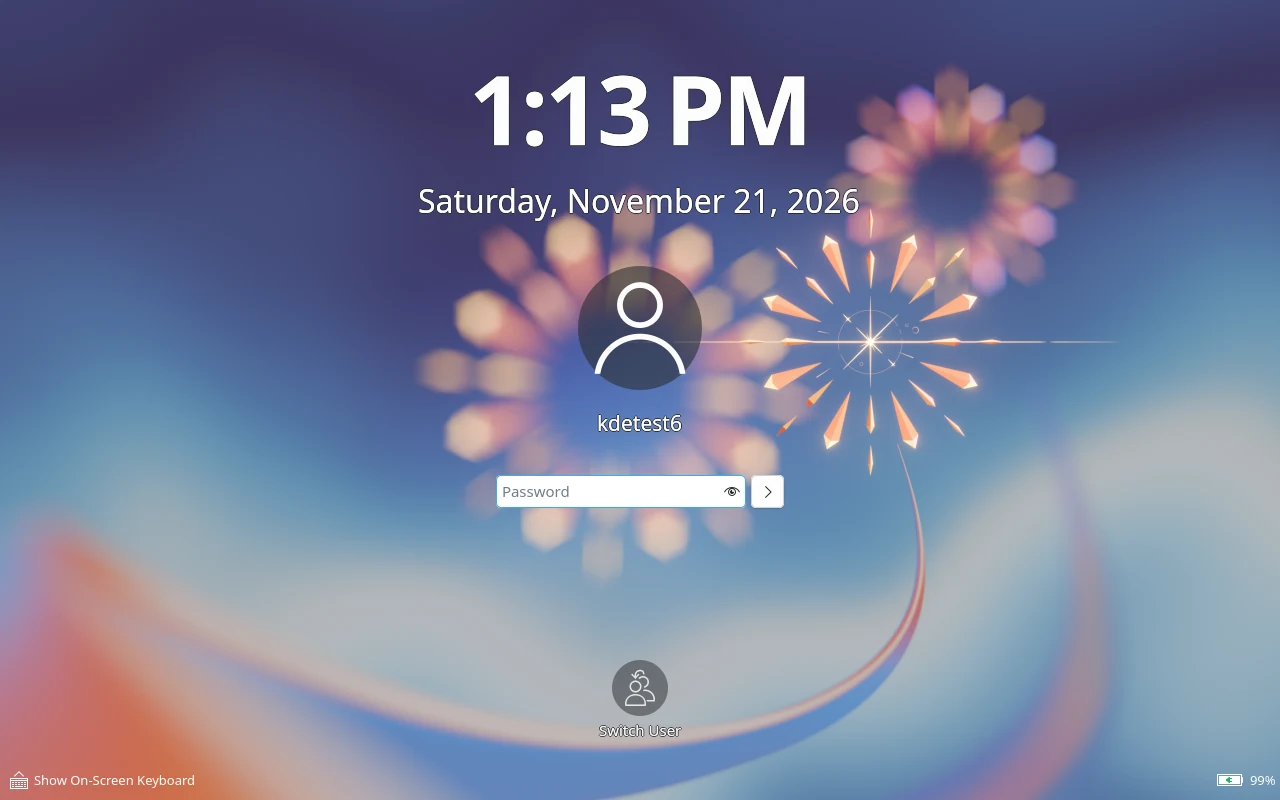 1:13 PM
Saturday, November 21, 2026
kdetest6
Password
Switch User
Show On-Screen Keyboard
99%